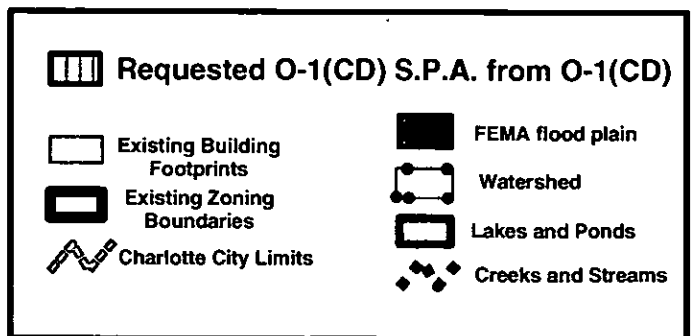 Requested O-1(CD) S.P.A. from O-1(CD)
Existing Building
Footprints
Existing Zoning
Boundaries
Charlotte City Limits
FEMA flood plain
Watershed
Lakes and Ponds
Creeks and Streams